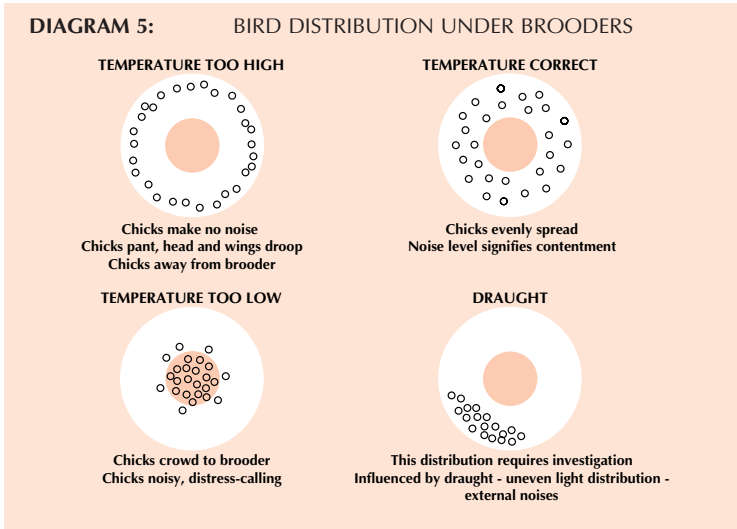 DIAGRAM 5: BIRD DISTRIBUTION UNDER BROODERS
TEMPERATURE TOO HIGH
Chicks make no noise
Chicks pant, head and wings droop
Chicks away from brooder
TEMPERATURE CORRECT
Chicks evenly spread
Noise level signifies contentment
TEMPERATURE TOO LOW
Chicks crowd to brooder
Chicks noisy, distress-calling
DRAUGHT
This distribution requires investigation
Influenced by draught - uneven light distribution -
external noises